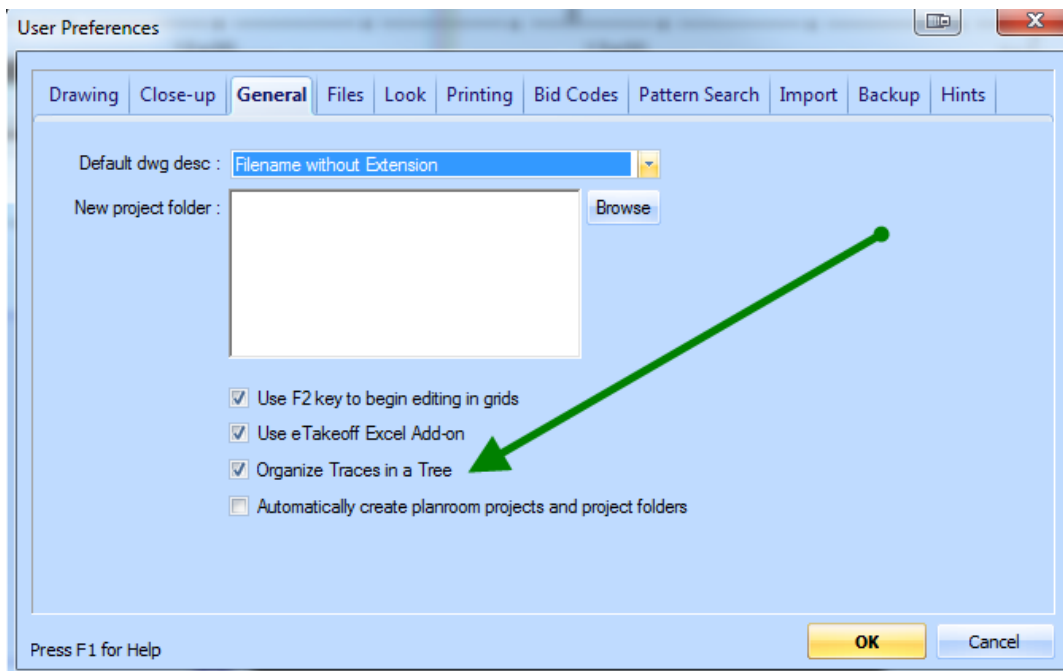 User Preferences
Drawing Close-up General Files Look Printing Bid Codes Pattern Search Import Backup Hints
Default dwg desc : Filename without Extension
New project folder : Browse
Use F2 key to begin editing in grids
Use eTakeoff Excel Add-on
Organize Traces in a Tree
Automatically create planroom projects and project folders
Press F1 for Help OK Cancel